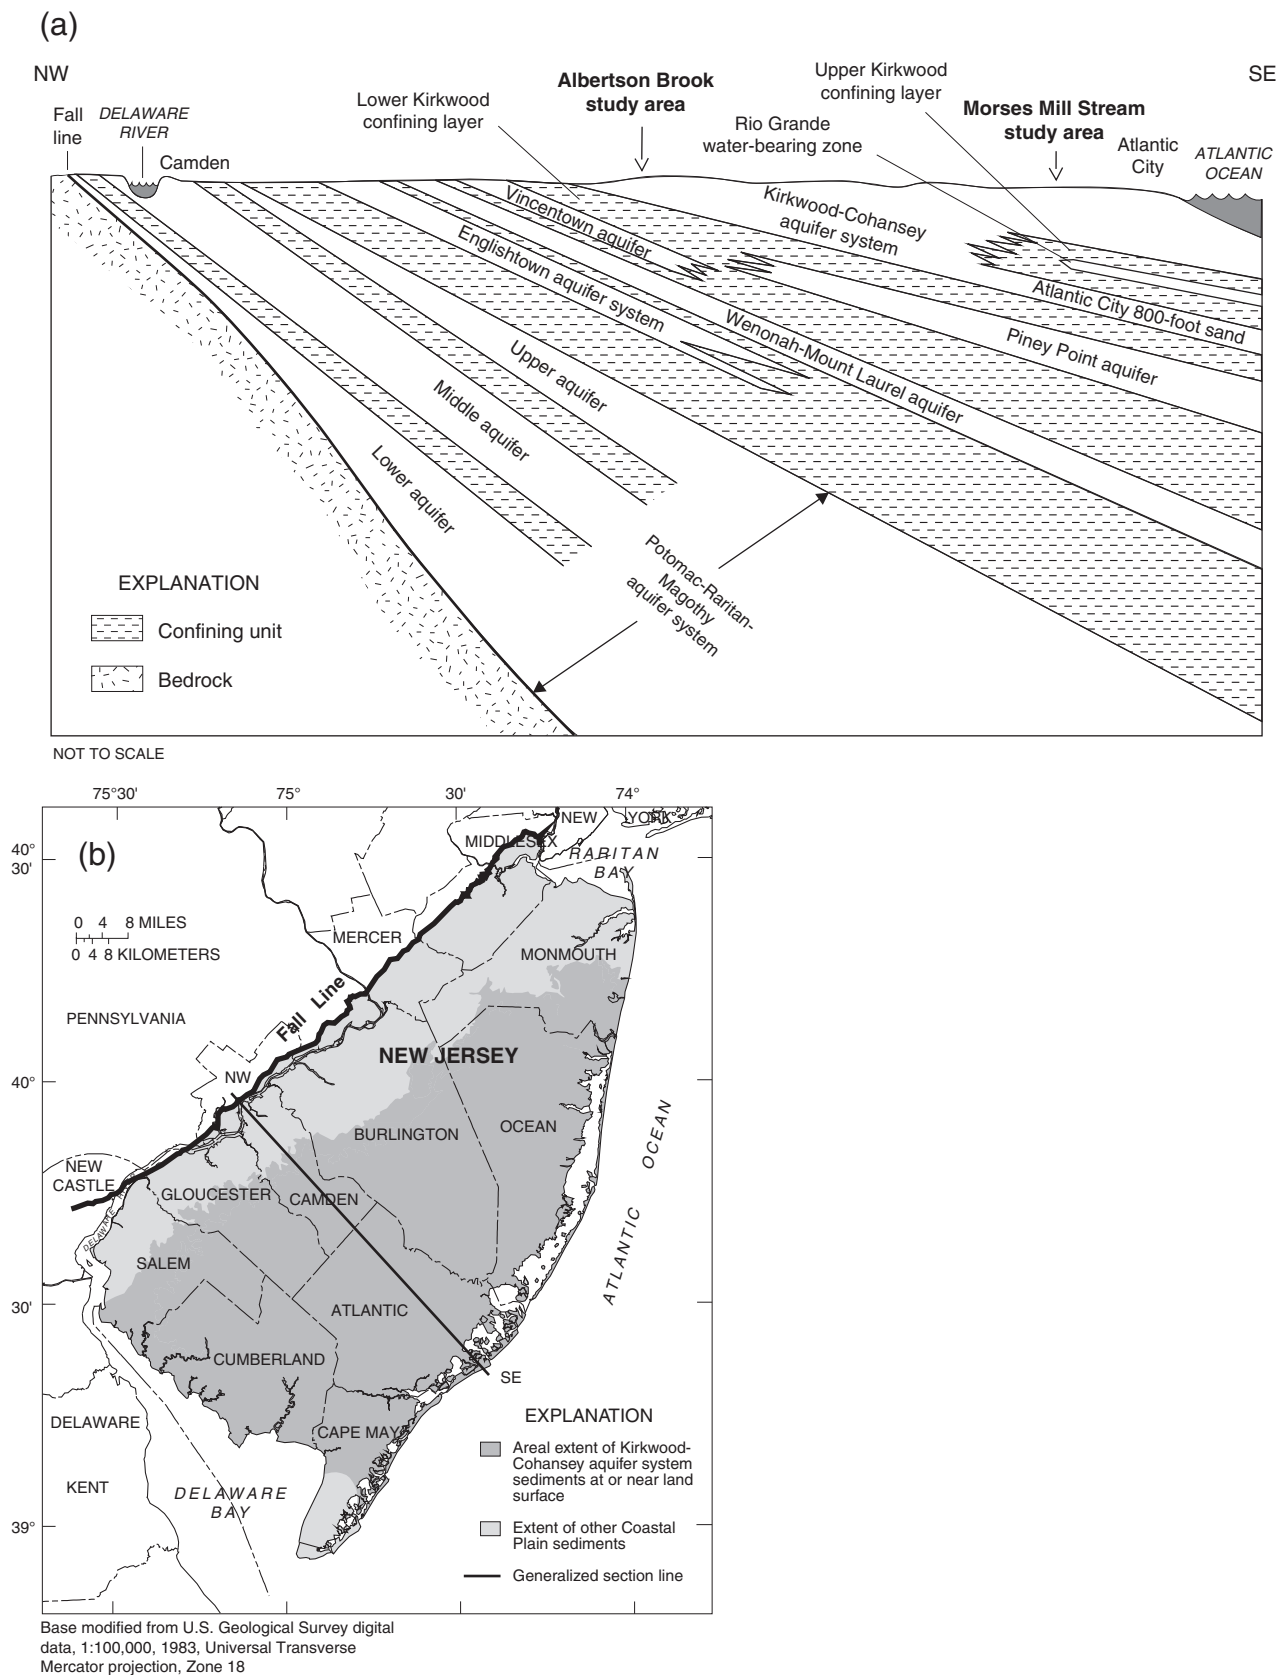 (a)
NW
SE
Fall
line
DELAWARE
RIVER
Camden
Lower Kirkwood
confining layer
Albertson Brook
study area
Rio Grande
water-bearing zone
Upper Kirkwood
confining layer
Morses Mill Stream
study area
Atlantic
City
ATLANTIC
OCEAN
Vincentown aquifer
Kirkwood-Cohansey
aquifer system
Englishtown aquifer system
Wenonah-Mount Laurel aquifer
Atlantic City 800-foot sand
Piney Point aquifer
Upper aquifer
Middle aquifer
Lower aquifer
Potomac-Raritan-
Magothy
aquifer system
EXPLANATION
Confining unit
Bedrock
NOT TO SCALE
75°30'
75°
30'
74°
40°
30'
(b)
0 4 8 MILES
0 4 8 KILOMETERS
NEW YORK
MIDDLESEX
RARITAN
BAY
MERCER
MONMOUTH
PENNSYLVANIA
Fall Line
NEW JERSEY
NW
40°
BURLINGTON
OCEAN
ATLANTIC OCEAN
NEW
CASTLE
GLOUCESTER
CAMDEN
DELAWARE
SALEM
30'
ATLANTIC
CUMBERLAND
SE
DELAWARE
CAPE MAY
KENT
DELAWARE
BAY
39°
EXPLANATION
Areal extent of Kirkwood-
Cohansey aquifer system
sediments at or near land
surface
Extent of other Coastal
Plain sediments
Generalized section line
Base modified from U.S. Geological Survey digital
data, 1:100,000, 1983, Universal Transverse
Mercator projection, Zone 18